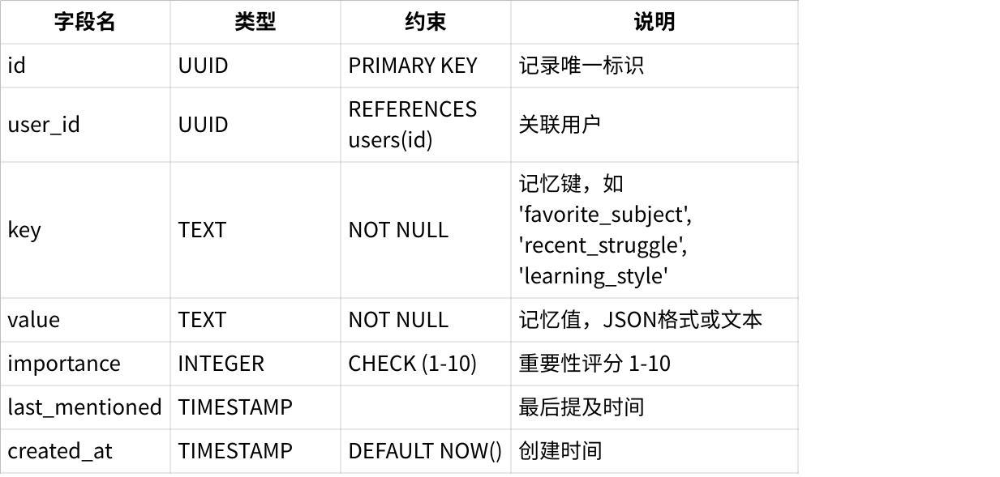 字段名 类型 约束 说明
id UUID PRIMARY KEY 记录唯一标识
user_id UUID REFERENCES users(id) 关联用户
key TEXT NOT NULL 记忆键，如
'favorite_subject',
'recent_struggle',
'learning_style'
value TEXT NOT NULL 记忆值，JSON格式或文本
importance INTEGER CHECK (1-10) 重要性评分 1-10
last_mentioned TIMESTAMP 最后提及时间
created_at TIMESTAMP DEFAULT NOW() 创建时间